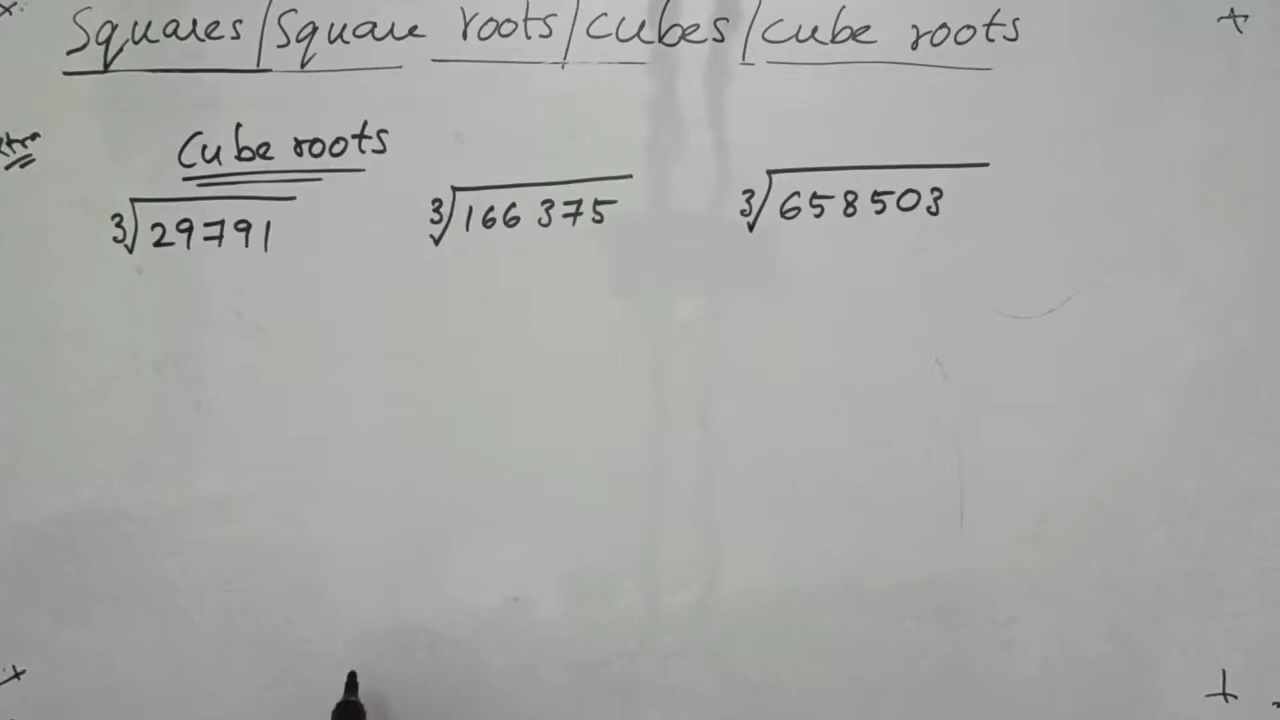 Squares/Square roots/cubes/cube roots
Cube roots
∛29791 ∛166375 ∛658503